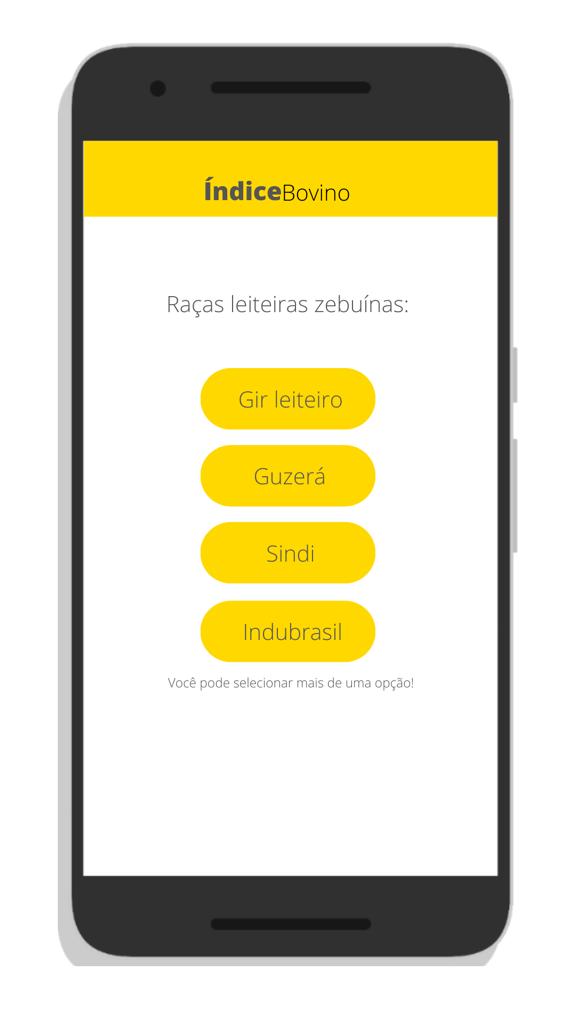 ÍndiceBovino
Raças leiteiras zebuínas:
Gir leiteiro
Guzerá
Sindi
Indubrasil
Você pode selecionar mais de uma opção!